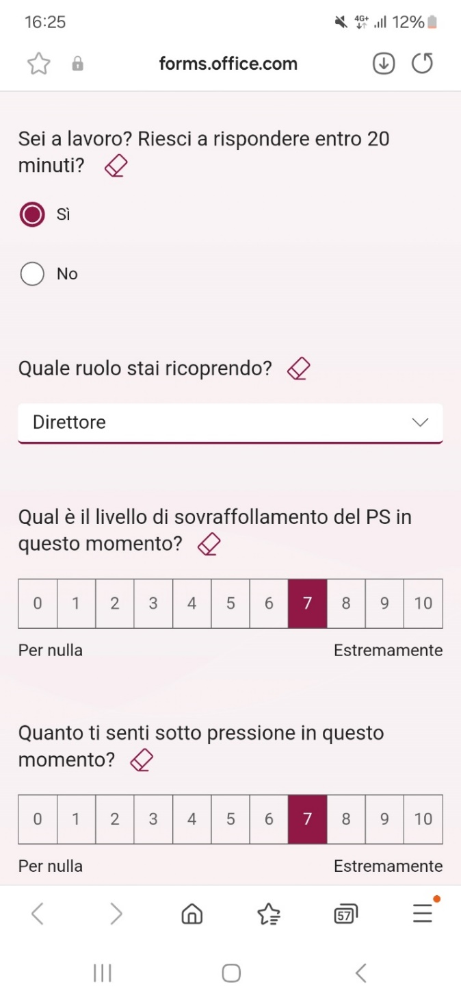 16:25
4G+
12%
forms.office.com
Sei a lavoro? Riesci a rispondere entro 20
minuti?
Sì
No
Quale ruolo stai ricoprendo?
Direttore
Qual è il livello di sovraffollamento del PS in
questo momento?
0 1 2 3 4 5 6 7 8 9 10
Per nulla Estremamente
Quanto ti senti sotto pressione in questo
momento?
0 1 2 3 4 5 6 7 8 9 10
Per nulla Estremamente
57